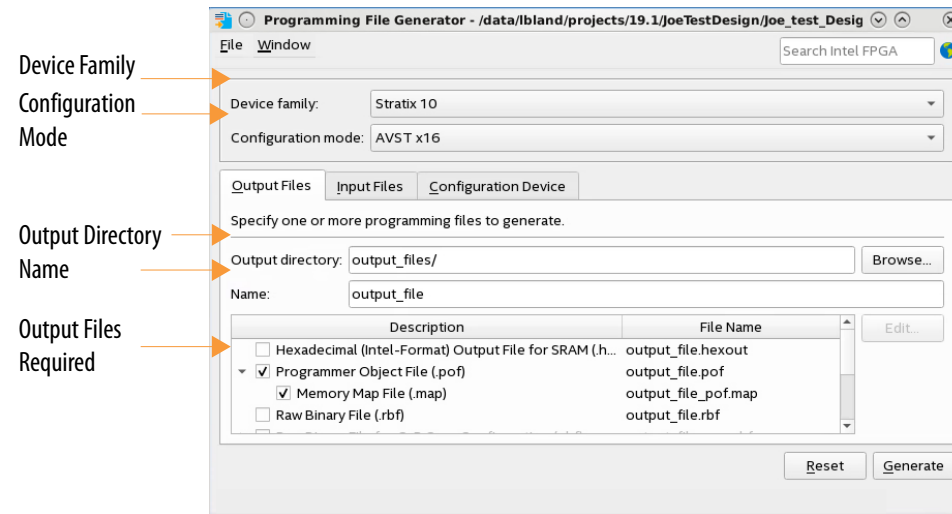 Programming File Generator - /data/lbland/projects/19.1/JoeTestDesign/Joe_test_Desig
File Window
Search Intel FPGA
Device Family
Configuration
Mode
Device family: Stratix 10
Configuration mode: AVST x16
Output Files Input Files Configuration Device
Specify one or more programming files to generate.
Output Directory
Name
Output directory: output_files/ Browse...
Name: output_file
Output Files
Required
Description File Name Edit...
Hexadecimal (Intel-Format) Output File for SRAM (.h... output_file.hexout
Programmer Object File (.pof) output_file.pof
Memory Map File (.map) output_file_pof.map
Raw Binary File (.rbf) output_file.rbf
Reset Generate